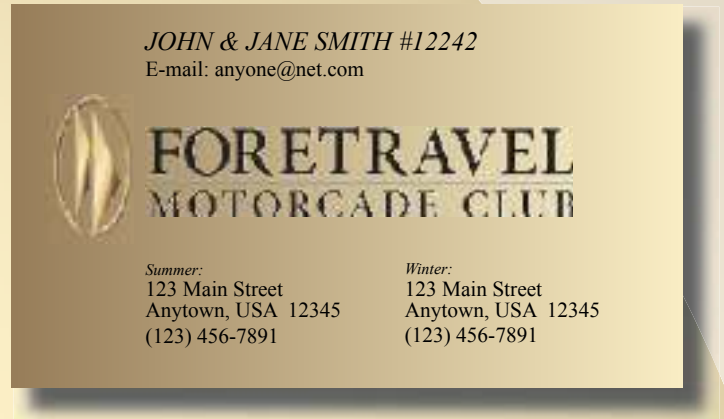 JOHN & JANE SMITH #12242
E-mail: anyone@net.com
FORETRAVEL
MOTORCADE CLUB
Summer:
123 Main Street
Anytown, USA 12345
(123) 456-7891
Winter:
123 Main Street
Anytown, USA 12345
(123) 456-7891